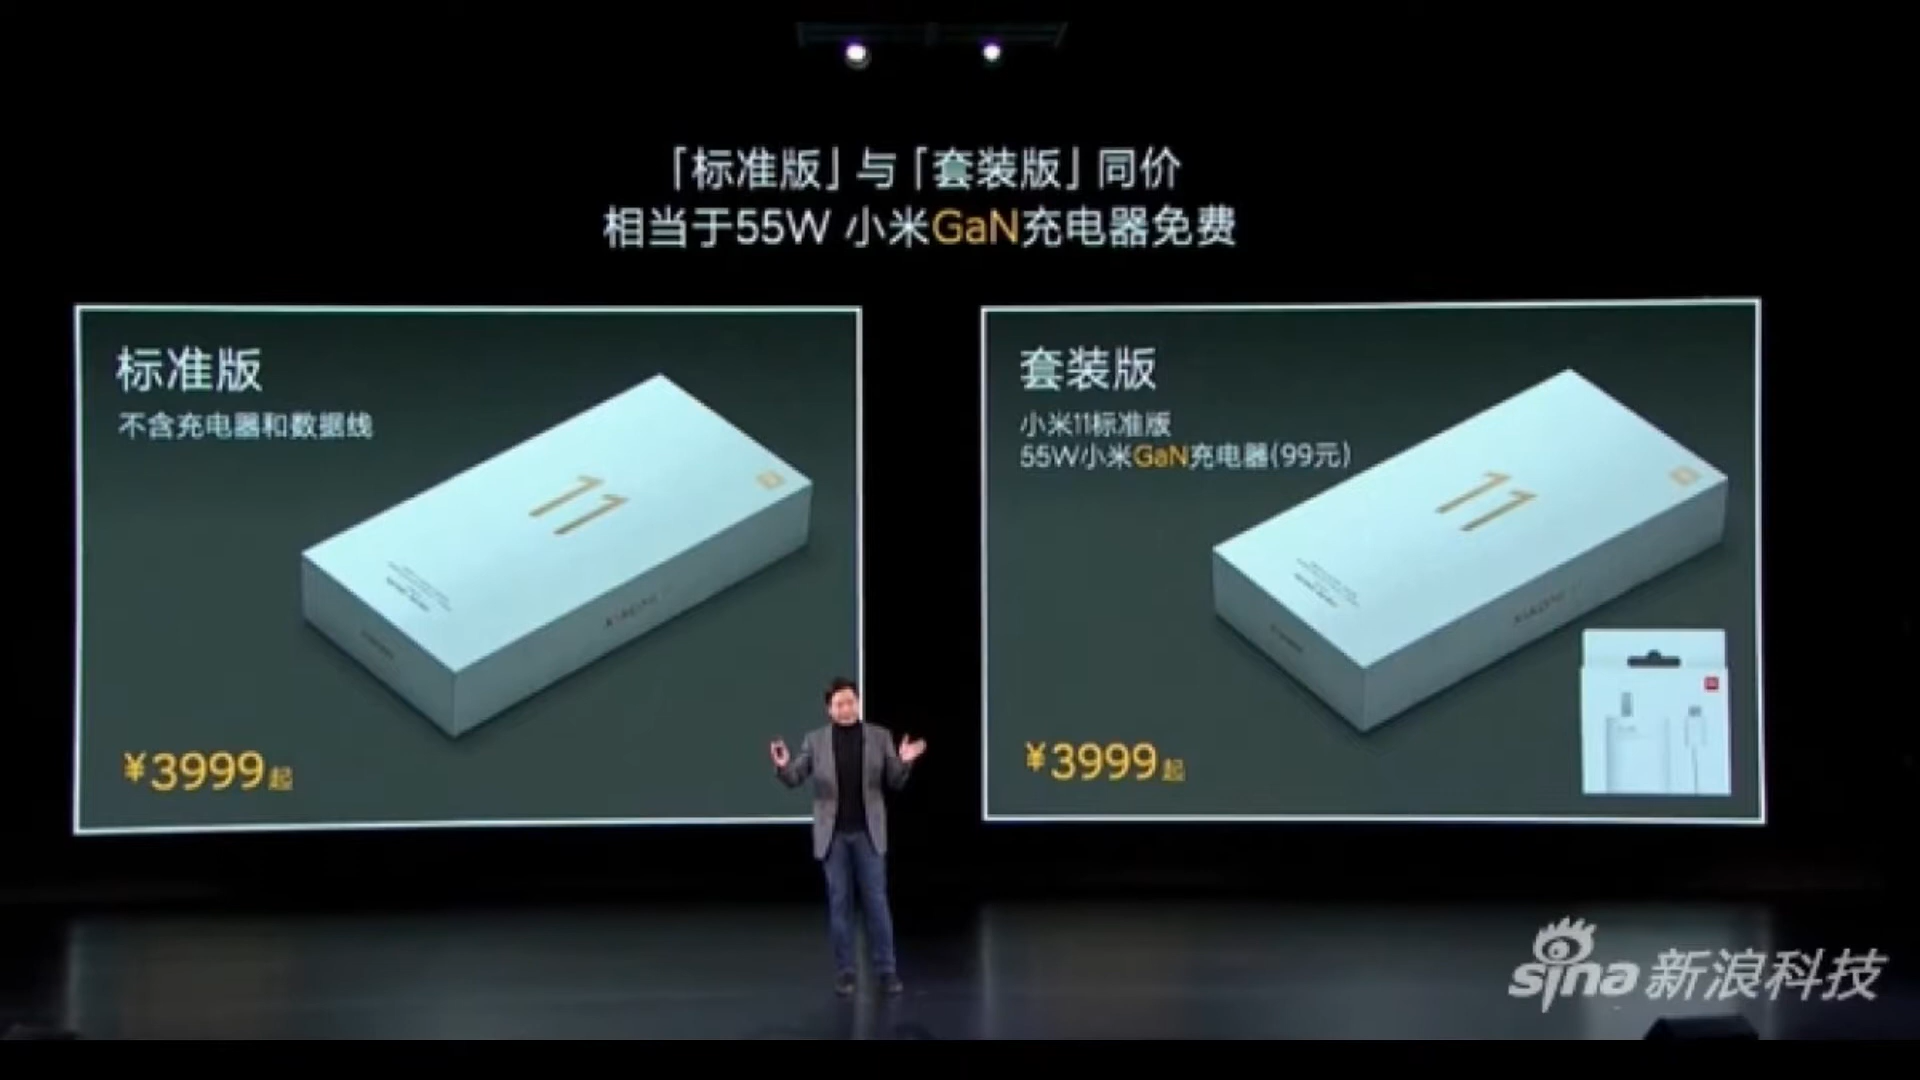 「标准版」与「套装版」同价
相当于55W 小米GaN充电器免费
标准版
不含充电器和数据线
11
¥3999起
套装版
小米11标准版
55W小米GaN充电器(99元)
11
¥3999起
sina新浪科技